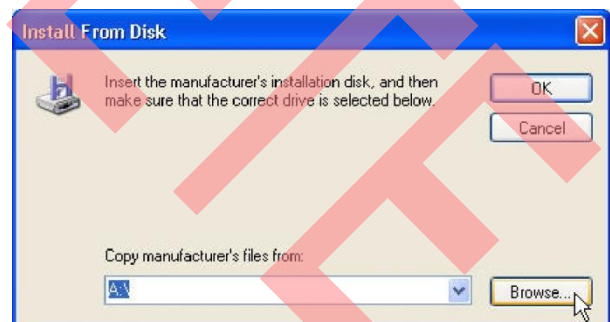 Install From Disk
Insert the manufacturer's installation disk, and then
make sure that the correct drive is selected below.
OK
Cancel
Copy manufacturer's files from:
A:\
Browse...